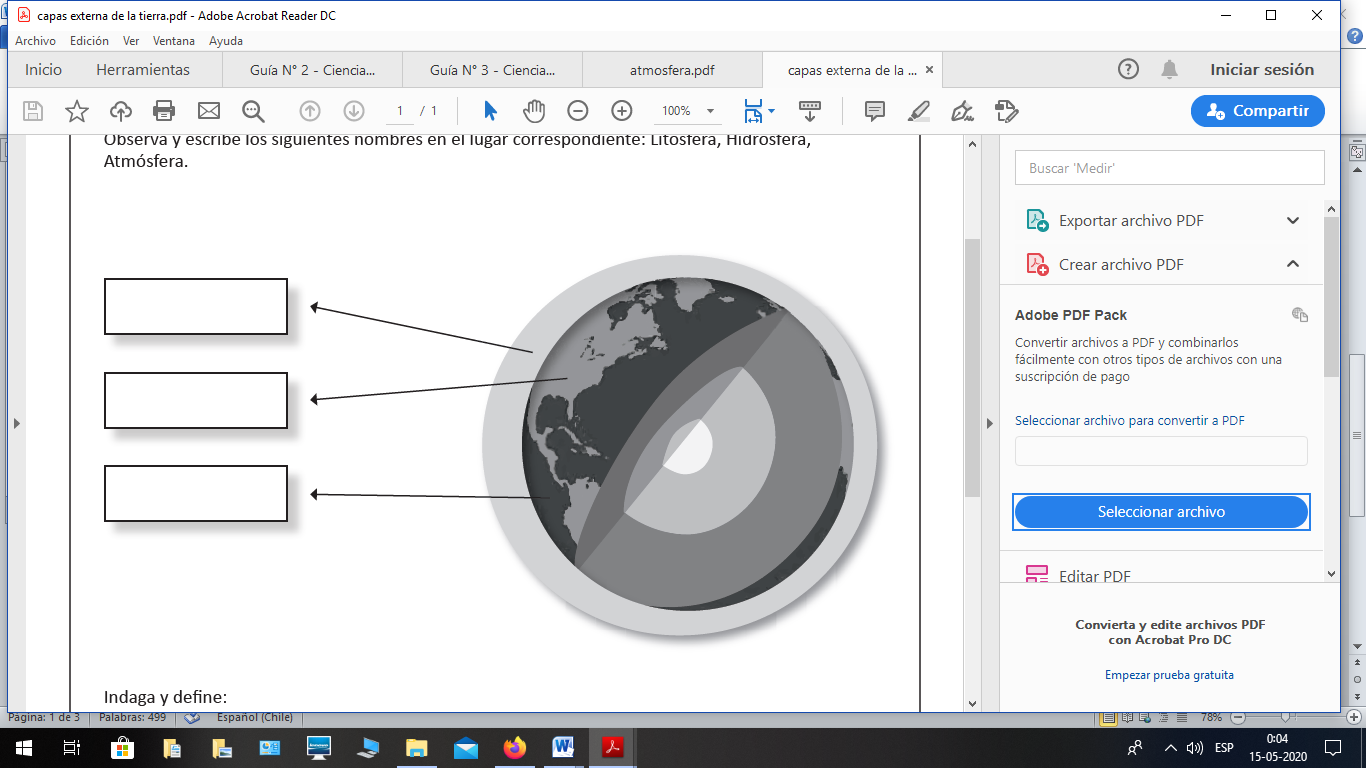 capas externa de la tierra.pdf - Adobe Acrobat Reader DC
Archivo Edición Ver Ventana Ayuda
Inicio Herramientas Guía N° 2 - Ciencia... Guía N° 3 - Ciencia... atmosfera.pdf capas externa de la ... ×
Iniciar sesión
1 / 1 100% Compartir
Observa y escribe los siguientes nombres en el lugar correspondiente: Litósfera, Hidrósfera,
Atmósfera.
Indaga y define:
Buscar 'Medir'
Exportar archivo PDF
Crear archivo PDF
Adobe PDF Pack
Convertir archivos a PDF y combinarlos
fácilmente con otros tipos de archivos con una
suscripción de pago
Seleccionar archivo para convertir a PDF
Seleccionar archivo
Editar PDF
Convierta y edite archivos PDF
con Acrobat Pro DC
Empezar prueba gratuita
Página: 1 de 3 Palabras: 499 Español (Chile) 78%
ESP
0:04
15-05-2020